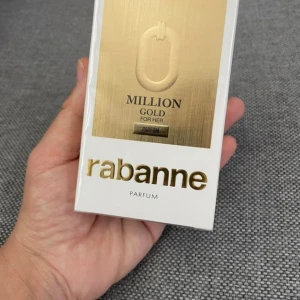 MILLION
GOLD
FOR HER
rabanne
PARFUM